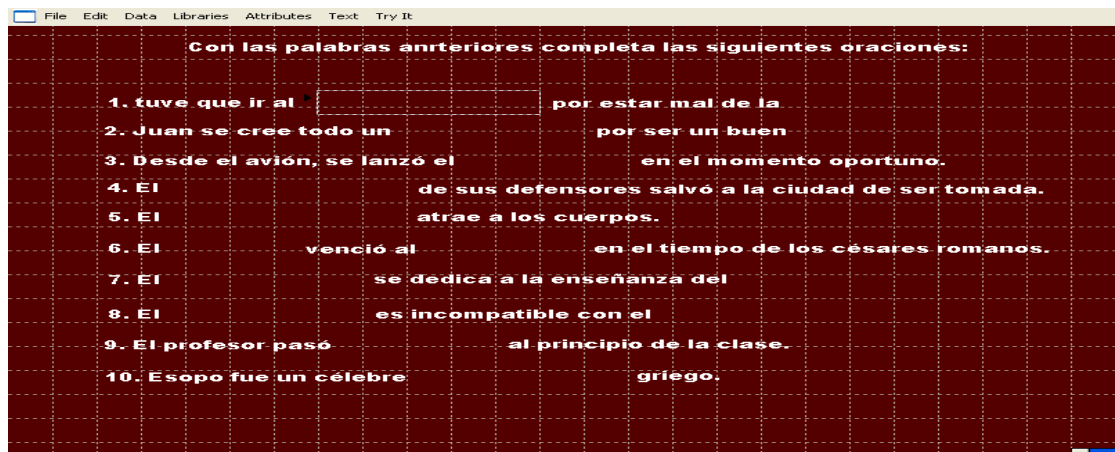 File Edit Data Libraries Attributes Text Try It
Con las palabras anrteriores completa las siguientes oraciones:
1. tuve que ir al por estar mal de la
2. Juan se cree todo un por ser un buen
3. Desde el avión, se lanzó el en el momento oportuno.
4. El de sus defensores salvó a la ciudad de ser tomada.
5. El atrae a los cuerpos.
6. El venció al en el tiempo de los césares romanos.
7. El se dedica a la enseñanza del
8. El es incompatible con el
9. El profesor pasó al principio de la clase.
10. Esopo fue un célebre griego.